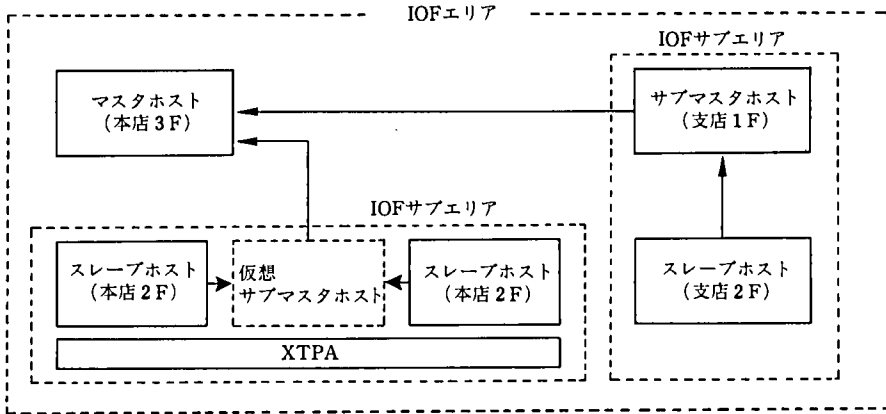 IOFエリア
IOFサブエリア
マスタホスト
(本店3F)
サブマスタホスト
(支店1F)
IOFサブエリア
スレーブホスト
(本店2F)
仮想
サブマスタホスト
スレーブホスト
(本店2F)
スレーブホスト
(支店2F)
XTPA